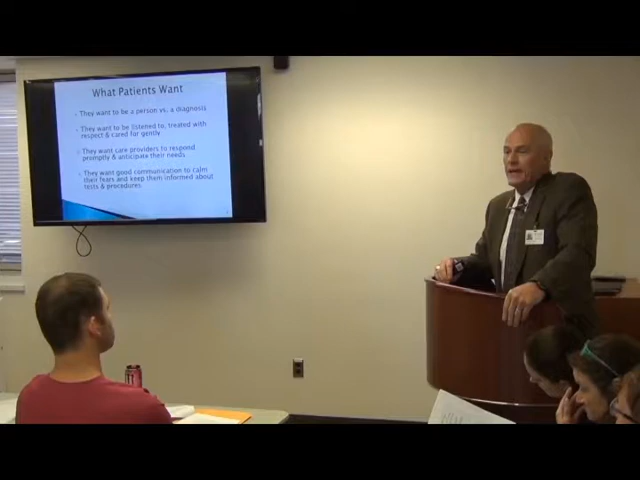 What Patients Want
They want to be a person vs. a diagnosis
They want to be listened to, treated with
respect & cared for gently
They want care providers to respond
promptly & anticipate their needs
They want good communication to calm
their fears and keep them informed about
tests & procedures